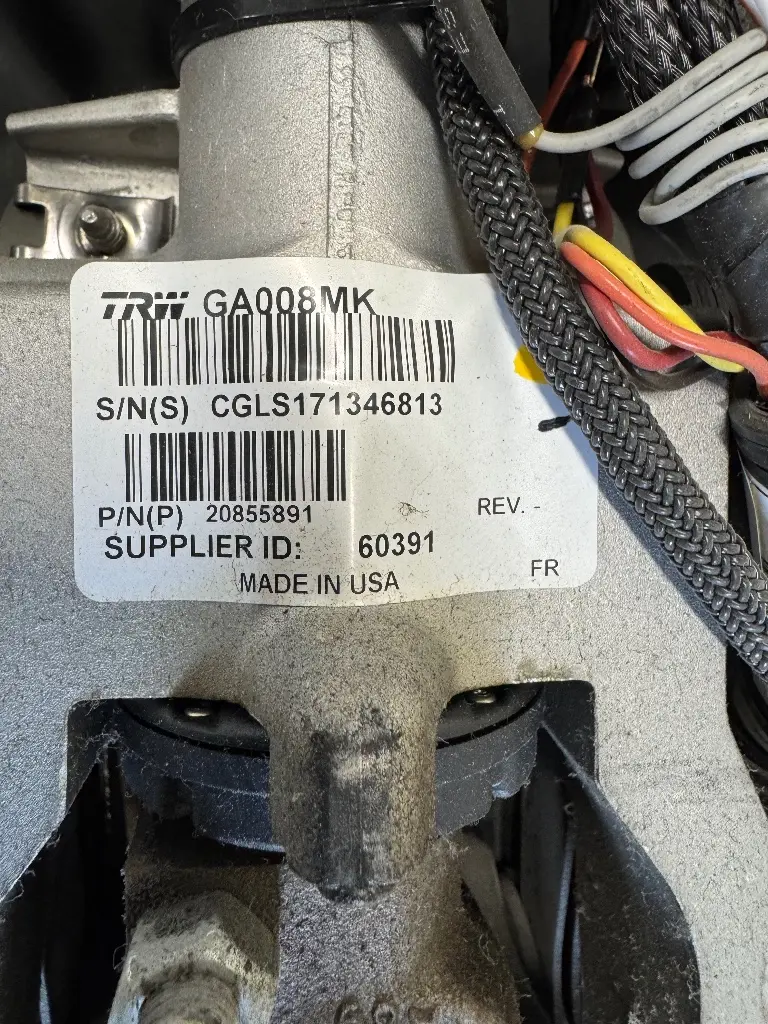 TRW GA008MK
S/N(S) CGLS171346813
P/N(P) 20855891
REV. -
SUPPLIER ID: 60391
MADE IN USA
FR